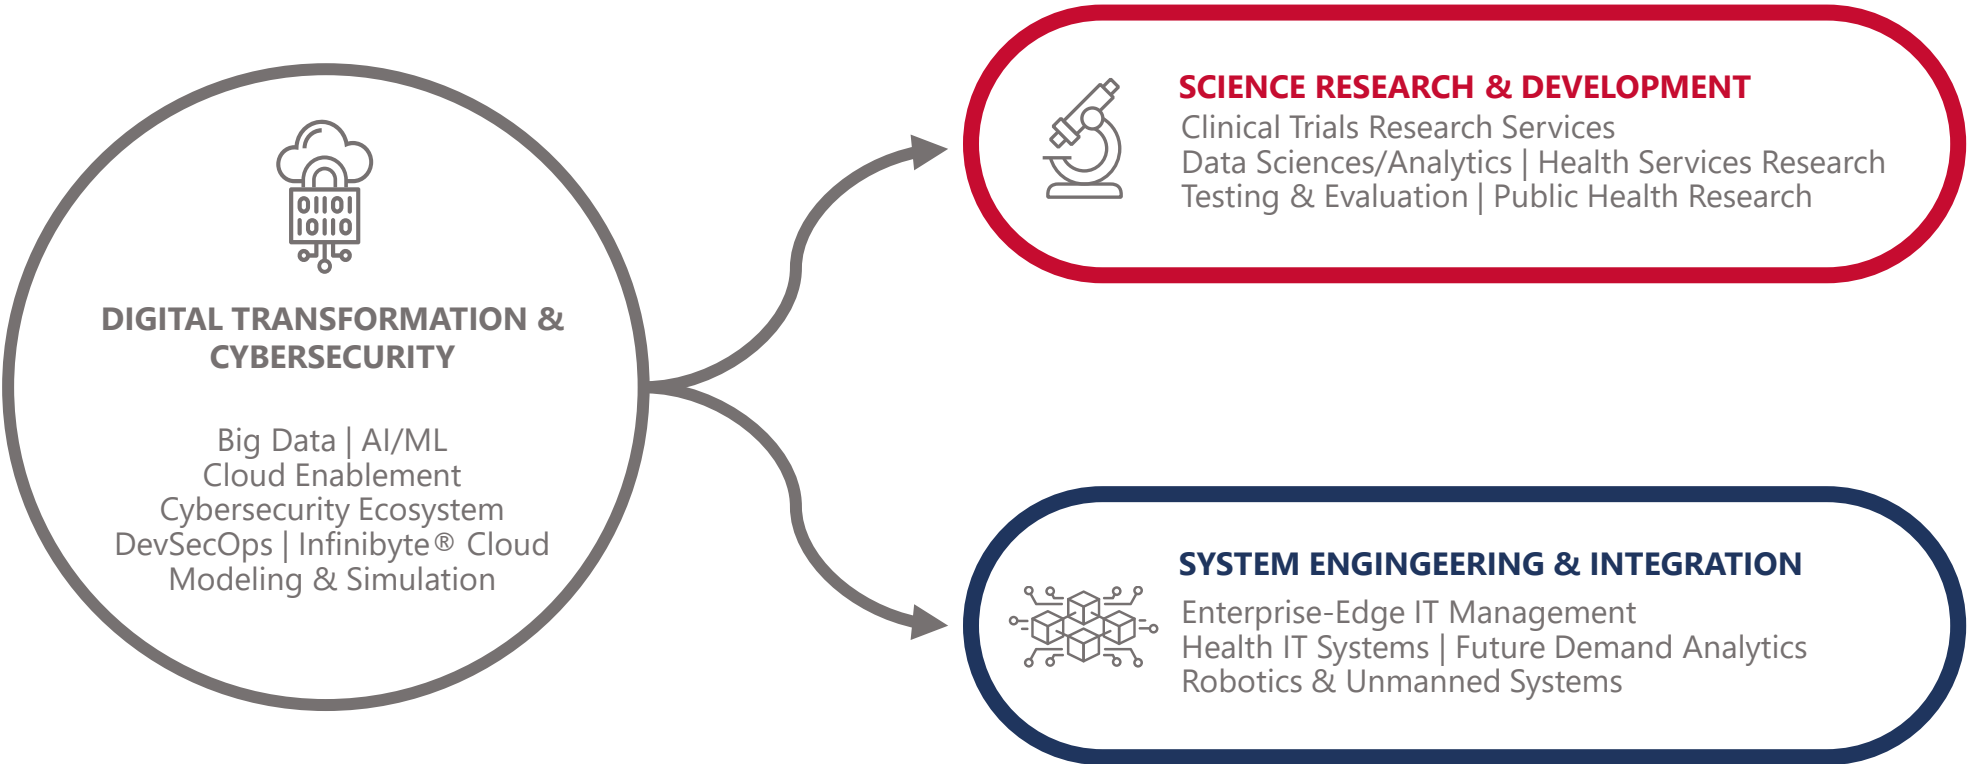 DIGITAL TRANSFORMATION &
CYBERSECURITY
Big Data | AI/ML
Cloud Enablement
Cybersecurity Ecosystem
DevSecOps | Infinibyte® Cloud
Modeling & Simulation
01101
10110
SCIENCE RESEARCH & DEVELOPMENT
Clinical Trials Research Services
Data Sciences/Analytics | Health Services Research
Testing & Evaluation | Public Health Research
SYSTEM ENGINGEERING & INTEGRATION
Enterprise-Edge IT Management
Health IT Systems | Future Demand Analytics
Robotics & Unmanned Systems